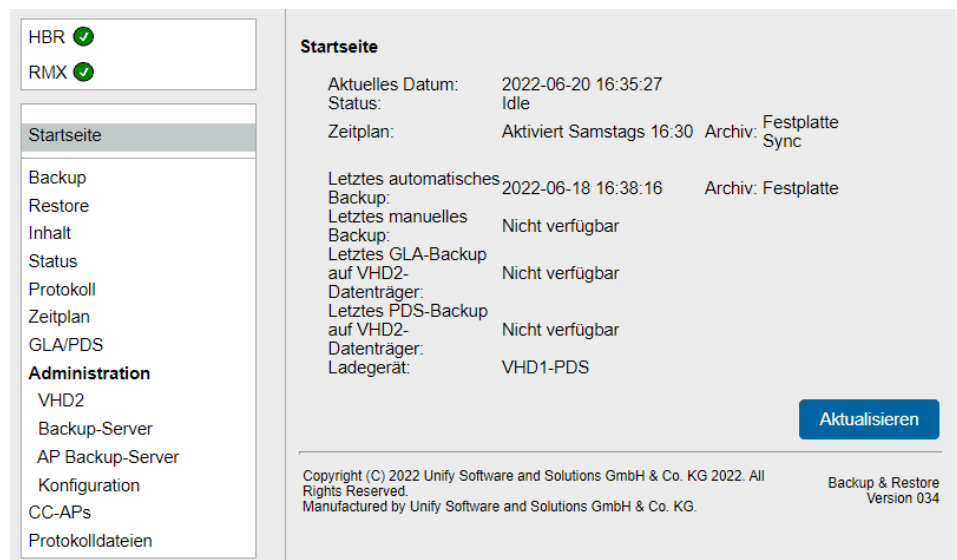 HBR
RMX
Startseite
Backup
Restore
Inhalt
Status
Protokoll
Zeitplan
GLA/PDS
Administration
VHD2
Backup-Server
AP Backup-Server
Konfiguration
CC-APs
Protokolldateien
Startseite
Aktuelles Datum: 2022-06-20 16:35:27
Status: Idle
Zeitplan: Aktiviert Samstags 16:30 Archiv: Festplatte
Sync
Letztes automatisches
Backup: 2022-06-18 16:38:16 Archiv: Festplatte
Letztes manuelles
Backup: Nicht verfügbar
Letztes GLA-Backup
auf VHD2- Nicht verfügbar
Datenträger:
Letztes PDS-Backup
auf VHD2- Nicht verfügbar
Datenträger:
Ladegerät: VHD1-PDS
Aktualisieren
Copyright (C) 2022 Unify Software and Solutions GmbH & Co. KG 2022. All
Rights Reserved.
Manufactured by Unify Software and Solutions GmbH & Co. KG.
Backup & Restore
Version 034